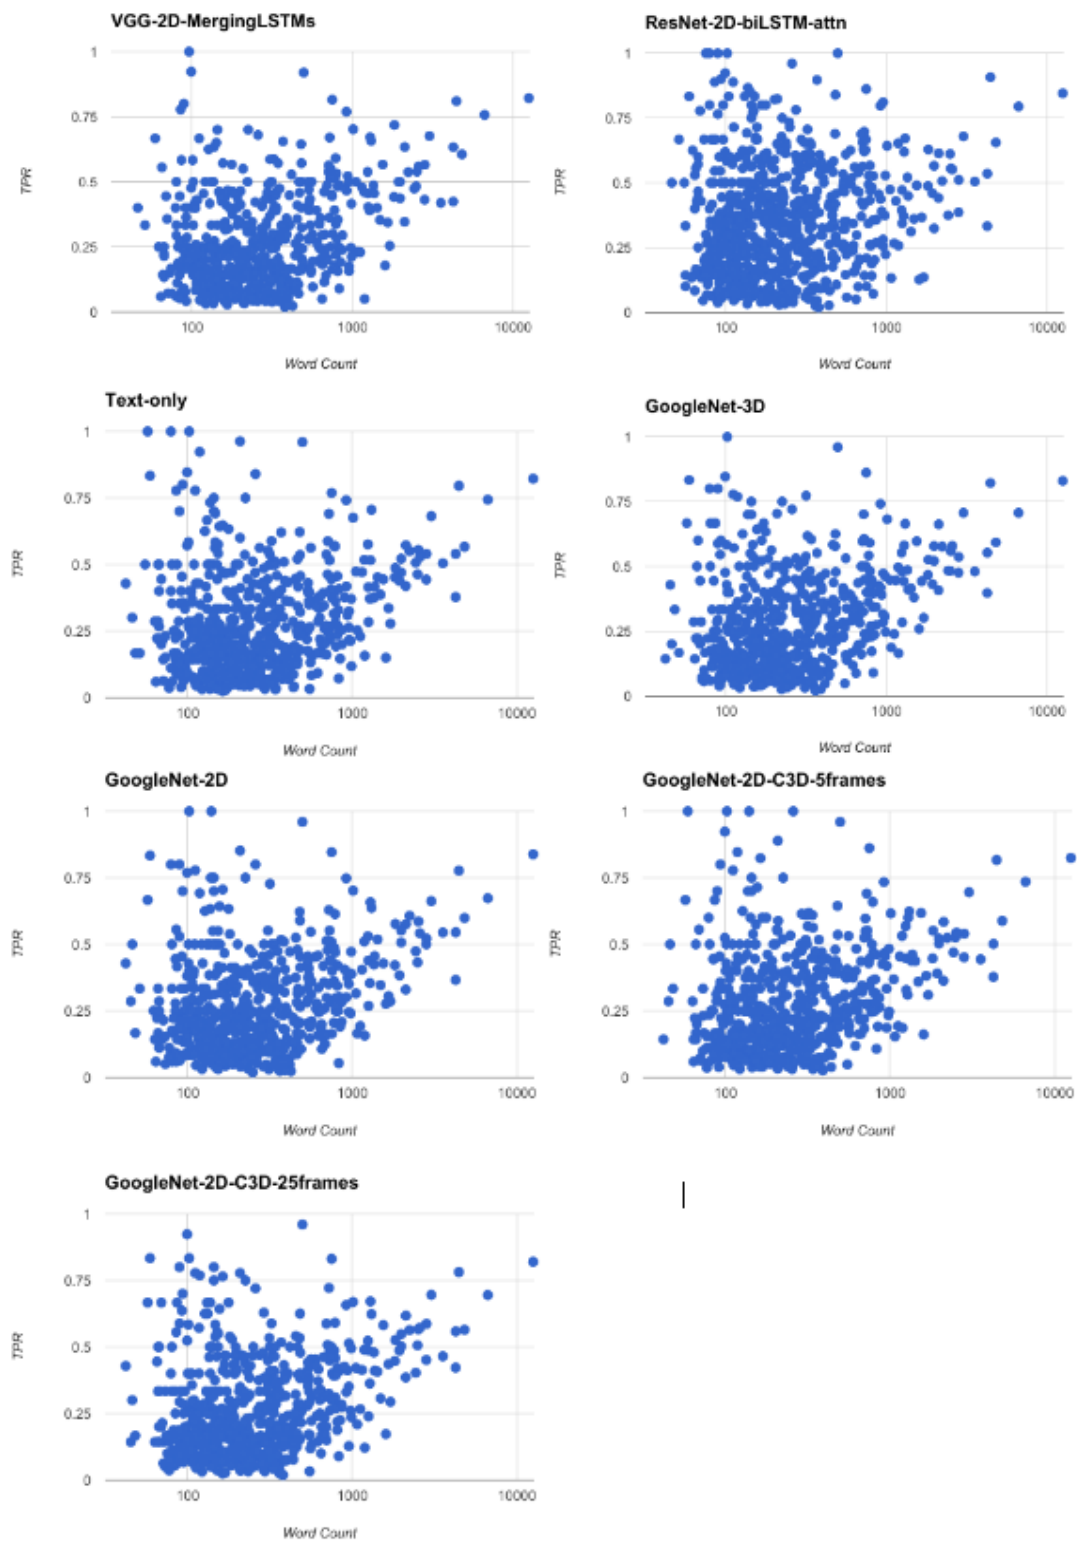 VGG-2D-MergingLSTMs
1
0.75
0.5
0.25
0
TPR
100 1000 10000
Word Count
ResNet-2D-biLSTM-attn
1
0.75
0.5
0.25
0
TPR
100 1000 10000
Word Count
Text-only
1
0.75
0.5
0.25
0
TPR
100 1000 10000
Word Count
GoogleNet-3D
1
0.75
0.5
0.25
0
TPR
100 1000 10000
Word Count
GoogleNet-2D
1
0.75
0.5
0.25
0
TPR
100 1000 10000
Word Count
GoogleNet-2D-C3D-5frames
1
0.75
0.5
0.25
0
TPR
100 1000 10000
Word Count
GoogleNet-2D-C3D-25frames
1
0.75
0.5
0.25
0
TPR
100 1000 10000
Word Count